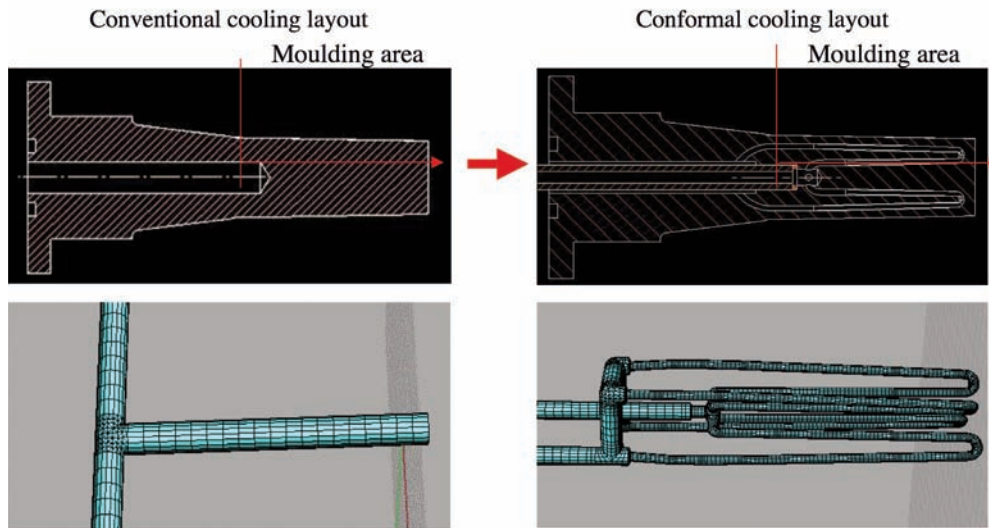 Conventional cooling layout
Moulding area
Conformal cooling layout
Moulding area